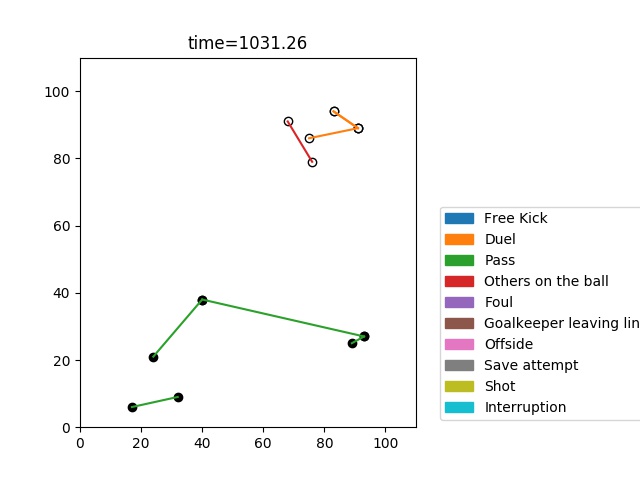 time=1031.26
100
80
60
40
20
0
0 20 40 60 80 100
Free Kick
Duel
Pass
Others on the ball
Foul
Goalkeeper leaving lin
Offside
Save attempt
Shot
Interruption